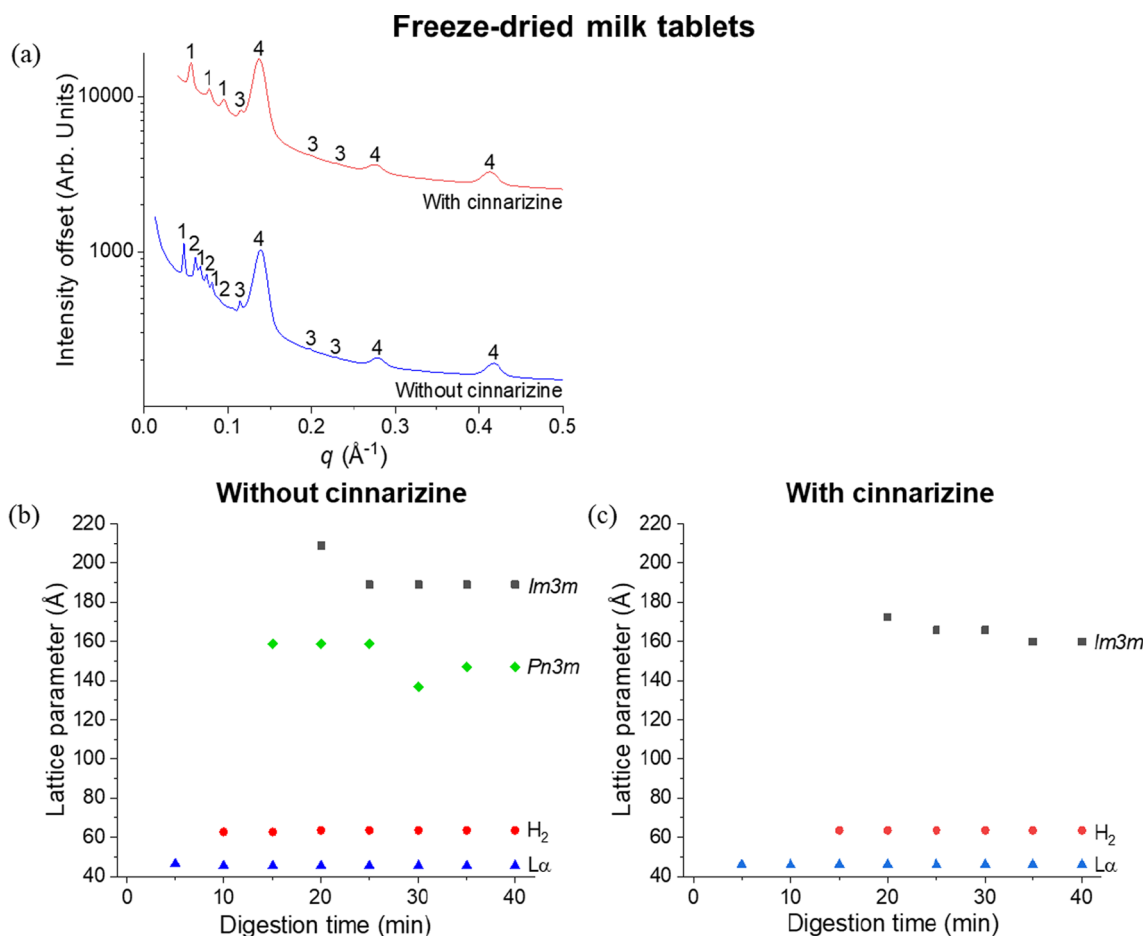 Freeze-dried milk tablets
(a)
Intensity offset (Arb. Units)
10000
1000
1 1 1 3 4 3 3 4 4
With cinnarizine
1 2 1 2 1 2 3 4 3 3 4 4
Without cinnarizine
0.0 0.1 0.2 0.3 0.4 0.5
q (Å-1)
(b)
Without cinnarizine
Lattice parameter (Å)
220
200
180
160
140
120
100
80
60
40
Im3m
Pn3m
H2
Lα
0 10 20 30 40
Digestion time (min)
(c)
With cinnarizine
Lattice parameter (Å)
220
200
180
160
140
120
100
80
60
40
Im3m
H2
Lα
0 10 20 30 40
Digestion time (min)